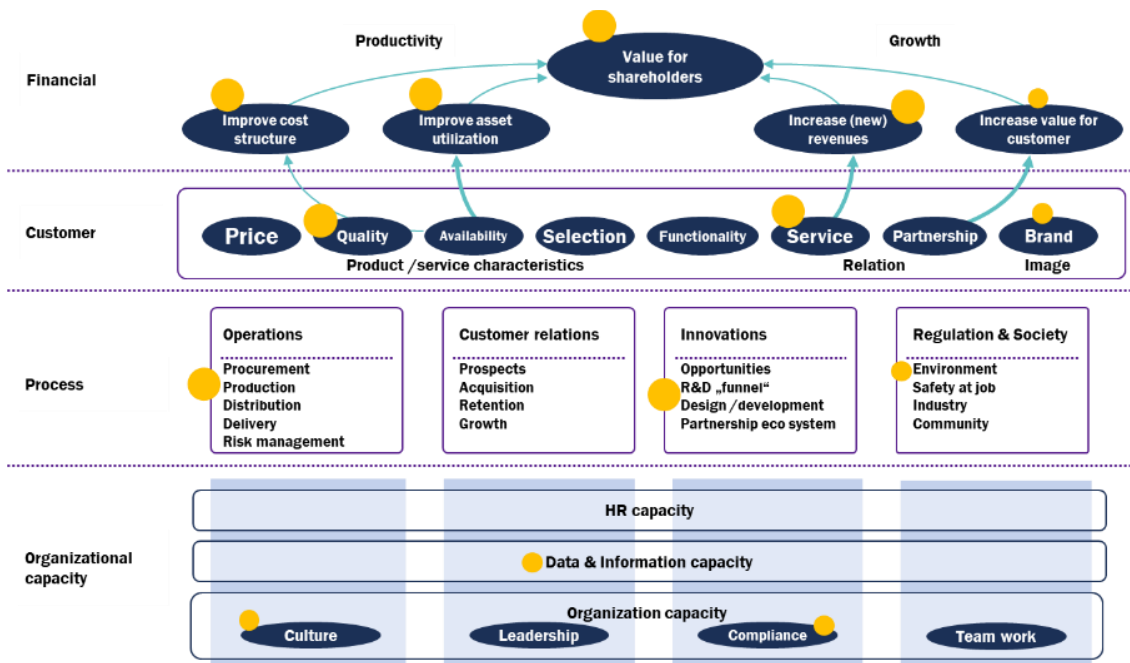 Productivity
Growth
Financial
Value for
shareholders
Improve cost
structure
Improve asset
utilization
Increase (new)
revenues
Increase value for
customer
Customer
Price
Quality
Availability
Selection
Functionality
Service
Partnership
Brand
Product /service characteristics
Relation
Image
Process
Operations
Procurement
Production
Distribution
Delivery
Risk management
Customer relations
Prospects
Acquisition
Retention
Growth
Innovations
Opportunities
R&D „funnel“
Design /development
Partnership eco system
Regulation & Society
Environment
Safety at job
Industry
Community
Organizational
capacity
HR capacity
Data & Information capacity
Organization capacity
Culture
Leadership
Compliance
Team work